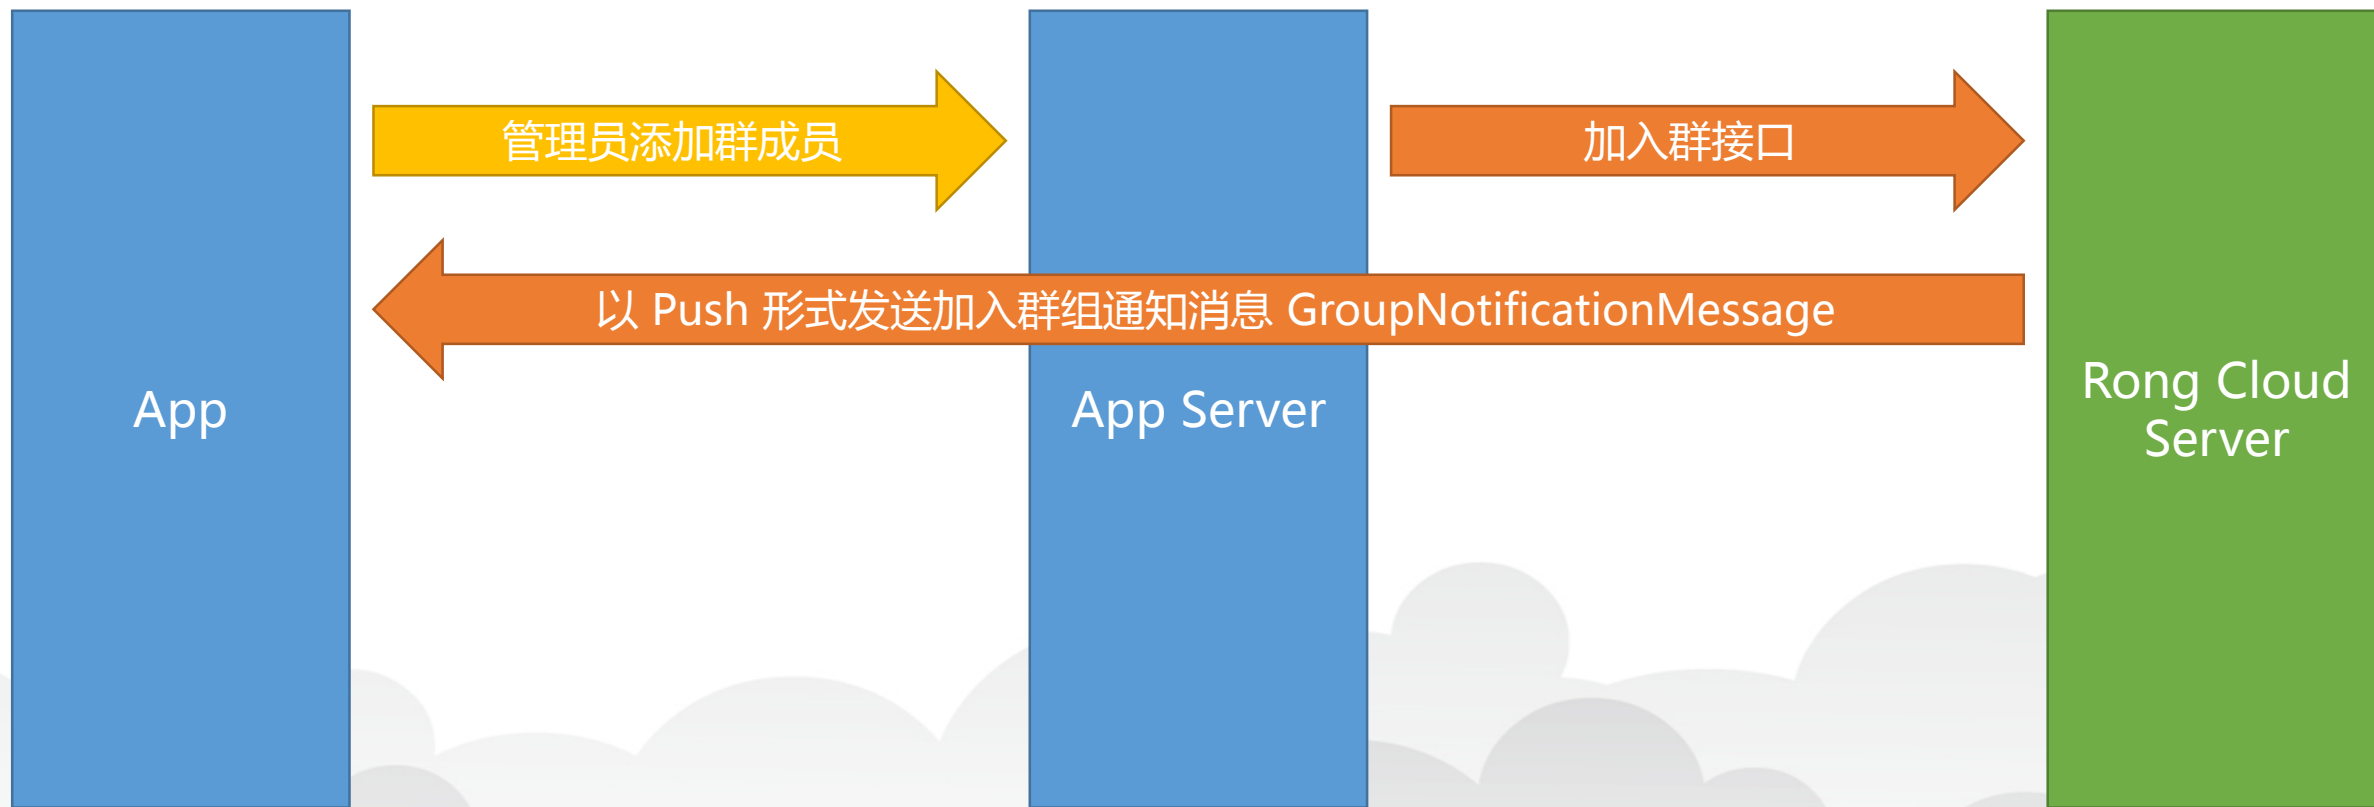 管理员添加群成员
加入群接口
以 Push 形式发送加入群组通知消息 GroupNotificationMessage
App
App Server
Rong Cloud
Server